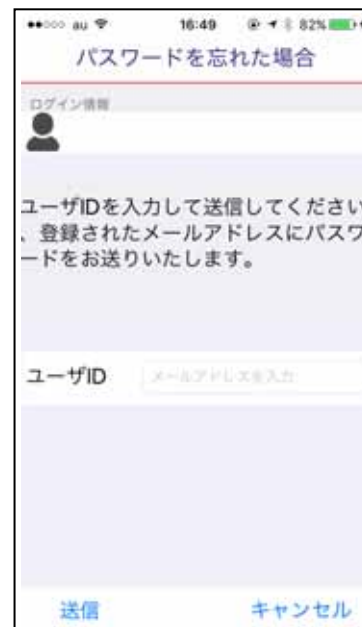 au 16:49 82%
パスワードを忘れた場合
ログイン情報
ユーザIDを入力して送信してください
、登録されたメールアドレスにパスワ
ードをお送りいたします。
ユーザID メールアドレスを入力
送信 キャンセル